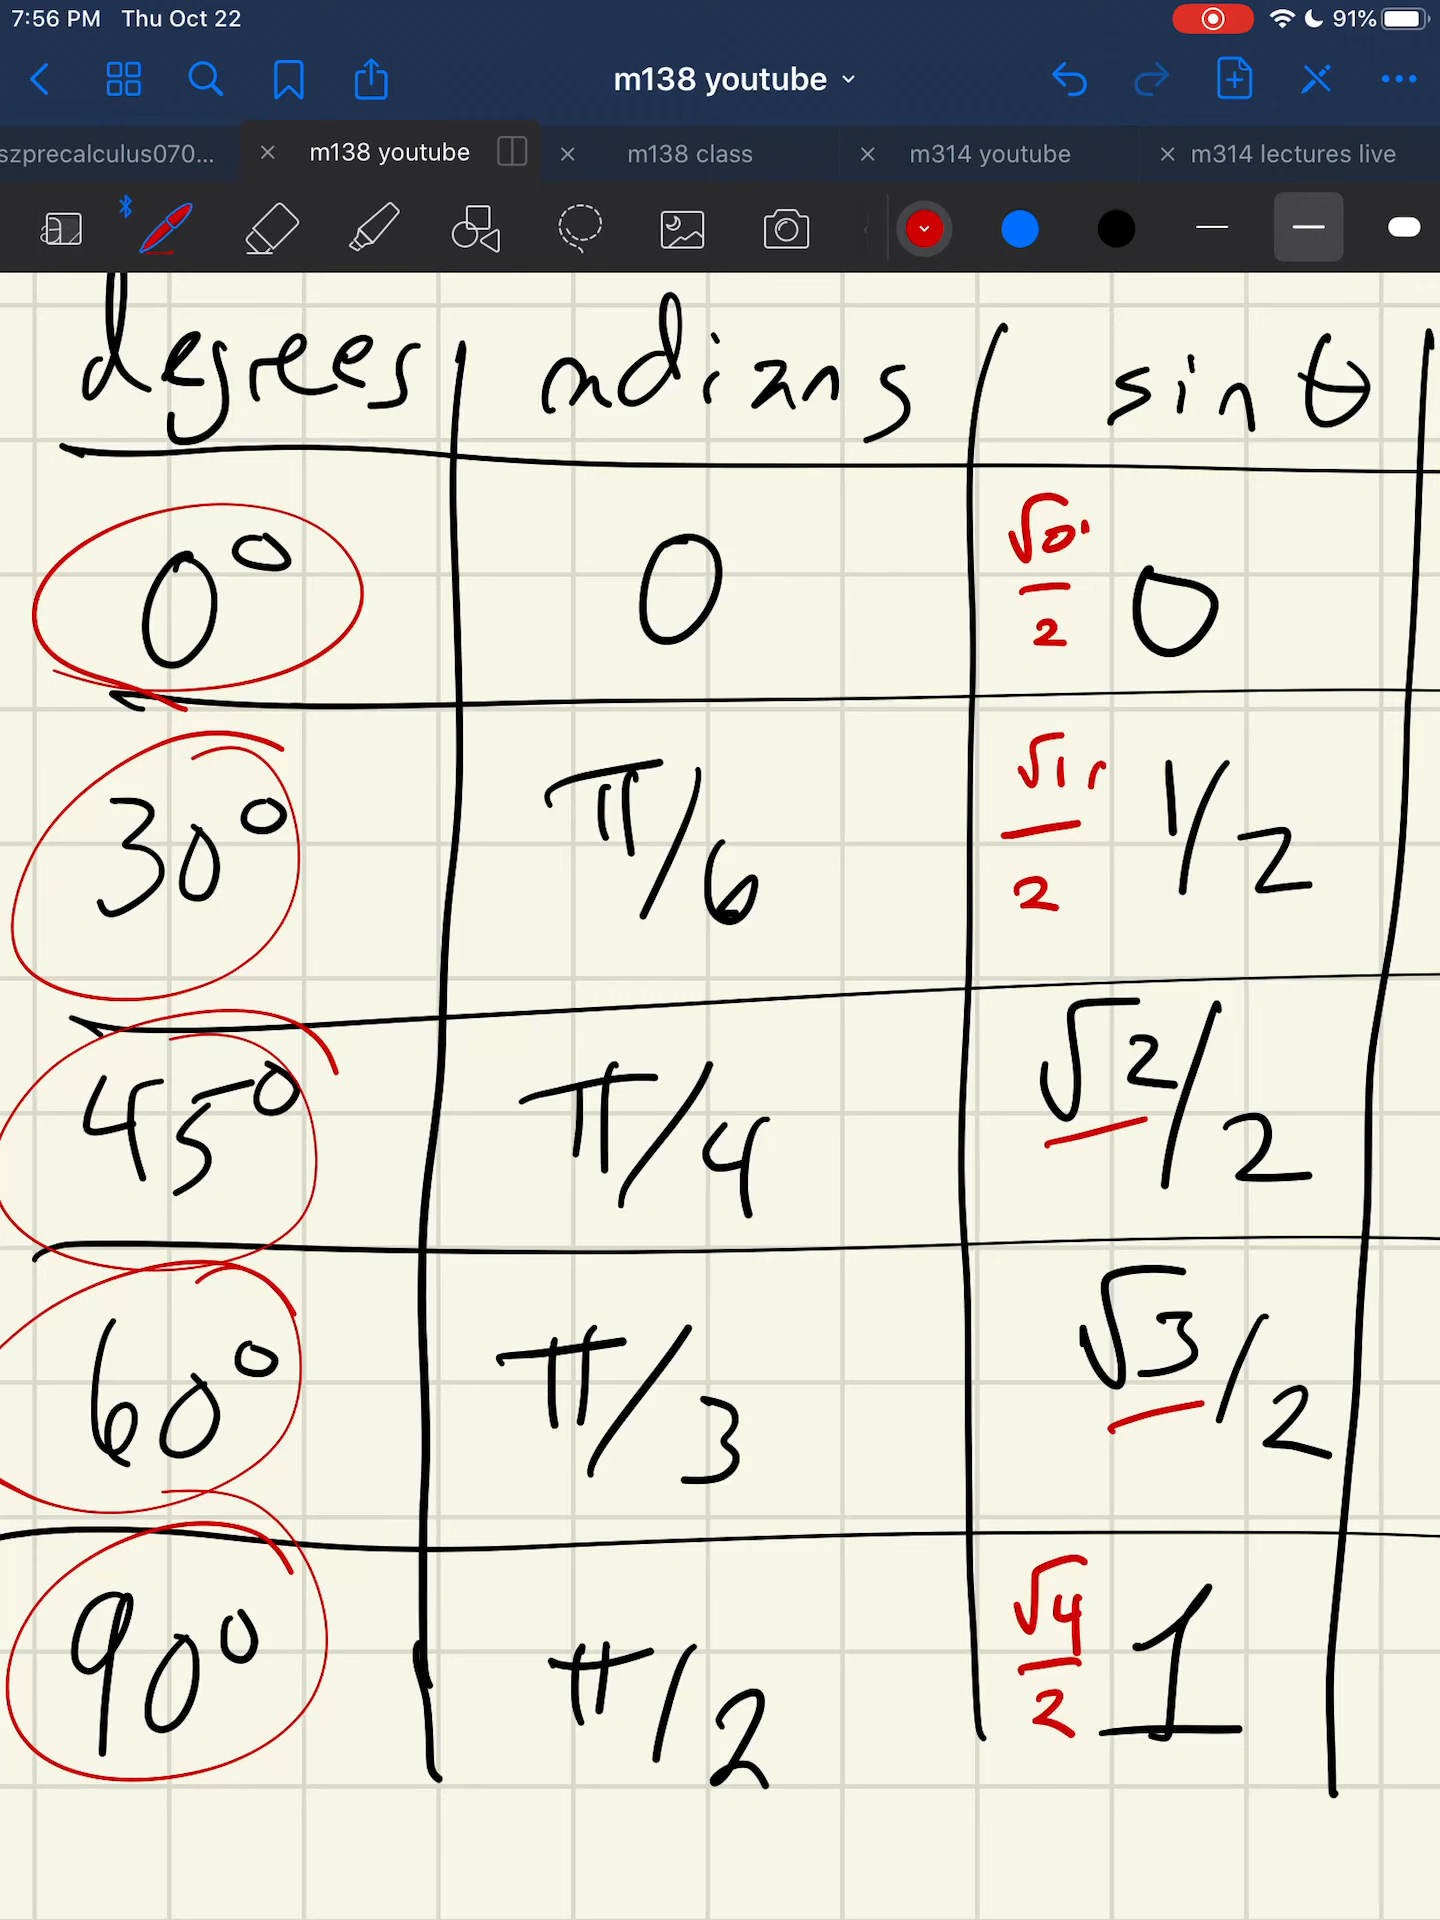 7:56 PM Thu Oct 22 91%
m138 youtube
szprecalculus070... m138 youtube m138 class m314 youtube m314 lectures live
degrees radians sin θ
0° 0 √0/2 0
30° π/6 √1/2 1/2
45° π/4 √2/2
60° π/3 √3/2
90° π/2 √4/2 1